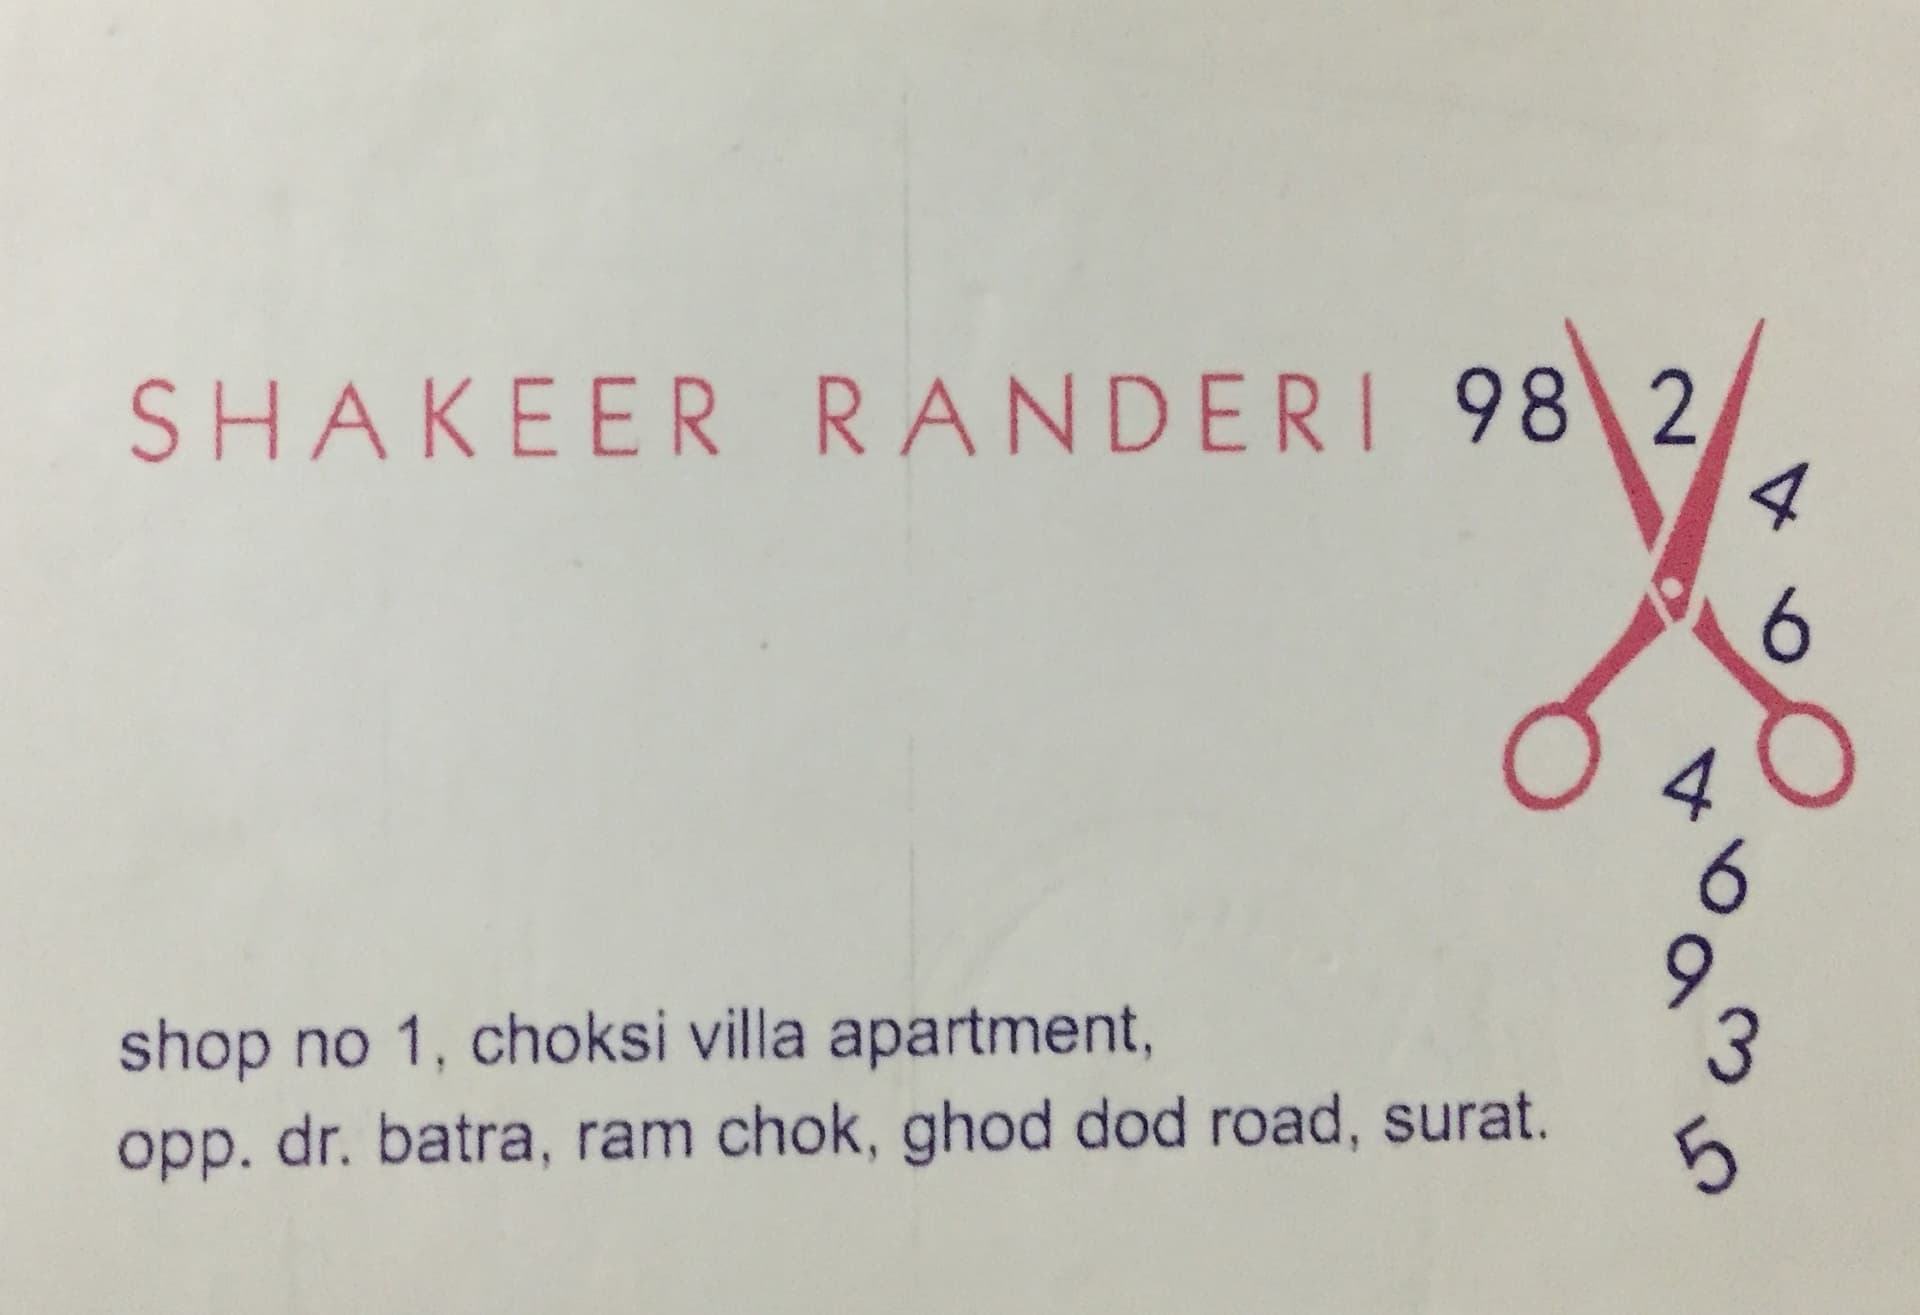 SHAKEER RANDERI 98 2
4
6
4
6
9
3
5
shop no 1, choksi villa apartment,
opp. dr. batra, ram chok, ghod dod road, surat.